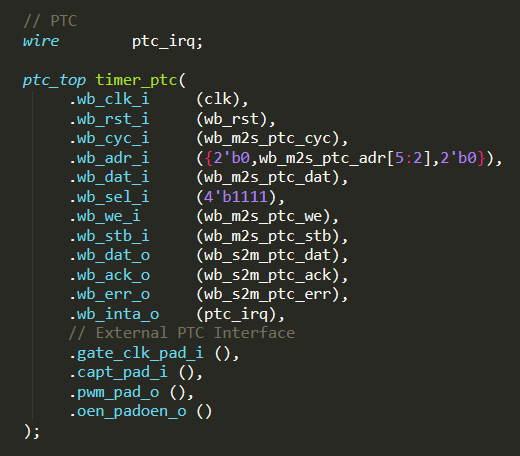 // PTC
wire        ptc_irq;

ptc_top timer_ptc(
     .wb_clk_i     (clk),
     .wb_rst_i     (wb_rst),
     .wb_cyc_i     (wb_m2s_ptc_cyc),
     .wb_adr_i     ({2'b0,wb_m2s_ptc_adr[5:2],2'b0}),
     .wb_dat_i     (wb_m2s_ptc_dat),
     .wb_sel_i     (4'b1111),
     .wb_we_i      (wb_m2s_ptc_we),
     .wb_stb_i     (wb_m2s_ptc_stb),
     .wb_dat_o     (wb_s2m_ptc_dat),
     .wb_ack_o     (wb_s2m_ptc_ack),
     .wb_err_o     (wb_s2m_ptc_err),
     .wb_inta_o    (ptc_irq),
     // External PTC Interface
     .gate_clk_pad_i (),
     .capt_pad_i (),
     .pwm_pad_o (),
     .oen_padoen_o ()
);